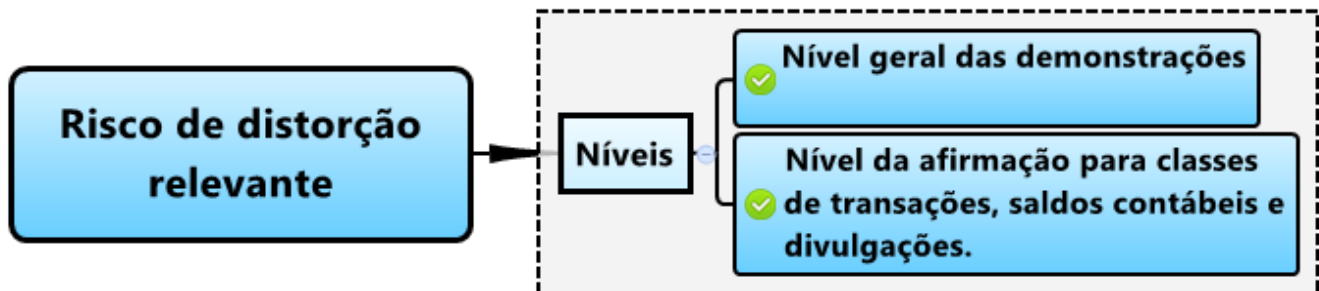 Risco de distorção
relevante
Níveis
Nível geral das demonstrações
Nível da afirmação para classes
de transações, saldos contábeis e
divulgações.